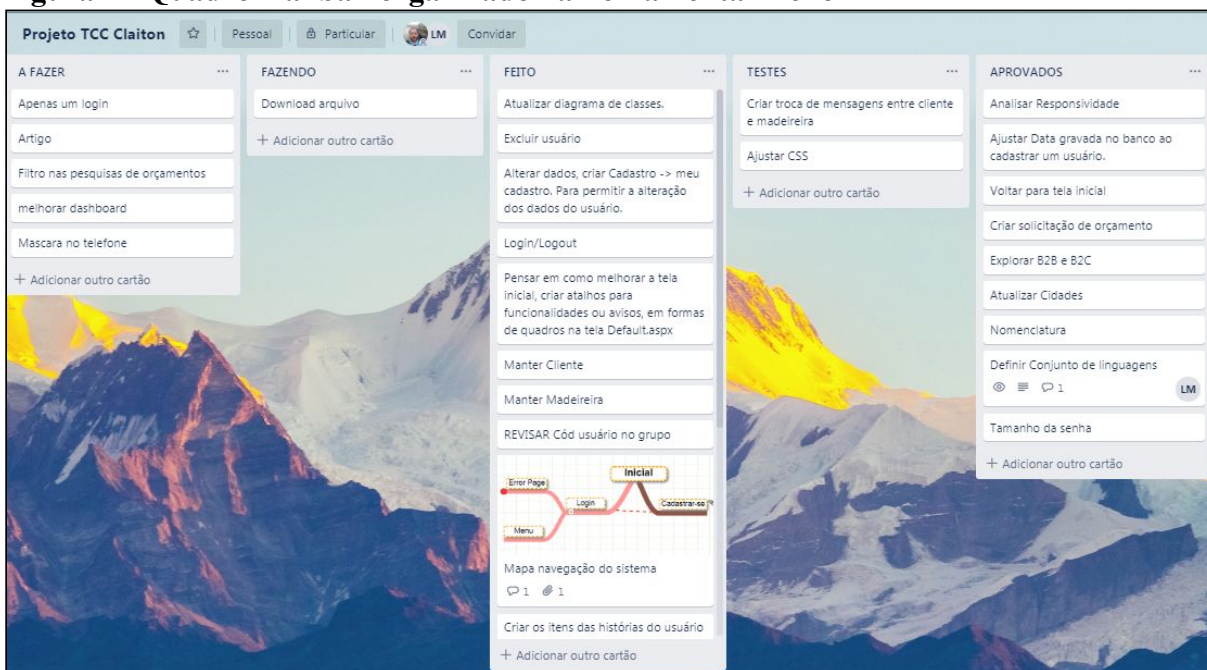 Projeto TCC Claiton
Pessoal
Particular
LM
Convidar
A FAZER
Apenas um login
Artigo
Filtro nas pesquisas de orçamentos
melhorar dashboard
Mascara no telefone
+ Adicionar outro cartão
FAZENDO
Download arquivo
+ Adicionar outro cartão
FEITO
Atualizar diagrama de classes.
Excluir usuário
Alterar dados, criar Cadastro -> meu
cadastro. Para permitir a alteração
dos dados do usuário.
Login/Logout
Pensar em como melhorar a tela
inicial, criar atalhos para
funcionalidades ou avisos, em formas
de quadros na tela Default.aspx
Manter Cliente
Manter Madeireira
REVISAR Cód usuário no grupo
Inicial
Error Page
Login
Cadastrar-se
Menu
Mapa navegação do sistema
1 1
Criar os itens das histórias do usuário
+ Adicionar outro cartão
TESTES
Criar troca de mensagens entre cliente
e madeireira
Ajustar CSS
+ Adicionar outro cartão
APROVADOS
Analisar Responsividade
Ajustar Data gravada no banco ao
cadastrar um usuário.
Voltar para tela inicial
Criar solicitação de orçamento
Explorar B2B e B2C
Atualizar Cidades
Nomenclatura
Definir Conjunto de linguagens
1 LM
Tamanho da senha
+ Adicionar outro cartão